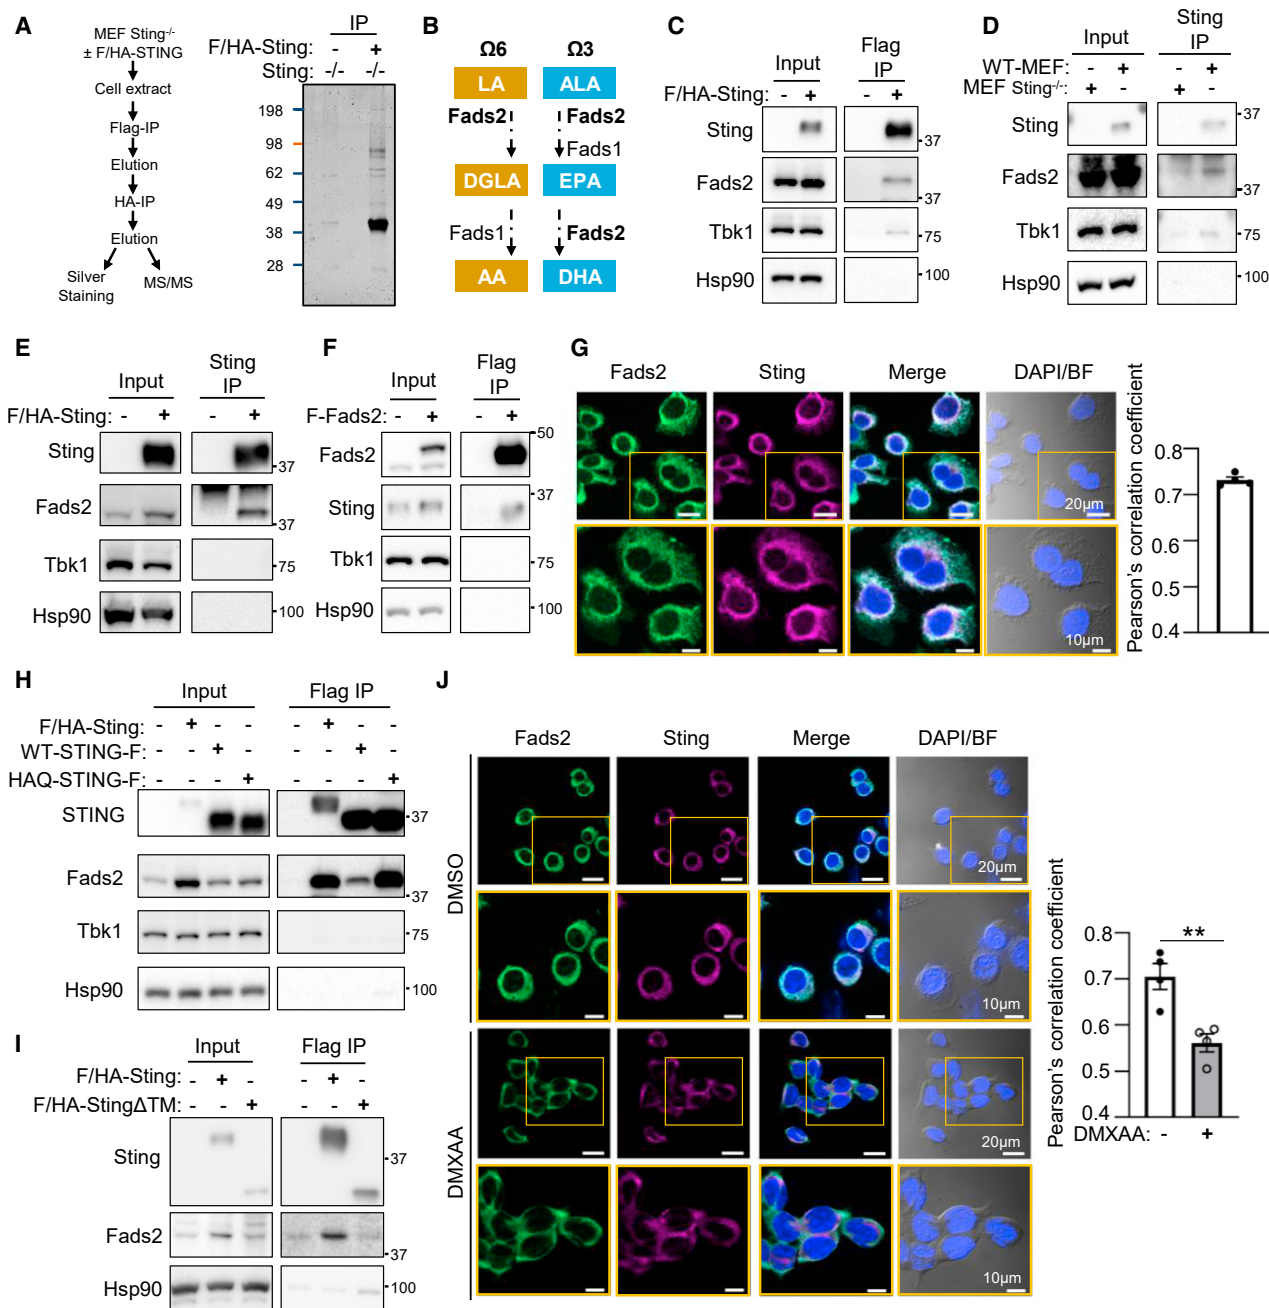 A
MEF Sting-/-
± F/HA-STING
Cell extract
Flag-IP
Elution
HA-IP
Elution
Silver
Staining
MS/MS
IP
F/HA-Sting: - +
Sting: -/- -/-
198
98
62
49
38
28
B
Ω6 Ω3
LA ALA
Fads2 Fads2
Fads1
DGLA EPA
Fads1 Fads2
AA DHA
C
Input Flag IP
F/HA-Sting: - + - +
Sting
37
Fads2
37
Tbk1
75
Hsp90
100
D
Input Sting IP
WT-MEF: - + - +
MEF Sting-/-: + - + -
Sting
37
Fads2
37
Tbk1
75
Hsp90
100
E
Input Sting IP
F/HA-Sting: - + - +
Sting
37
Fads2
37
Tbk1
75
Hsp90
100
F
Input Flag IP
F-Fads2: - + - +
50
Fads2
37
Sting
Tbk1
75
Hsp90
100
G
Fads2 Sting Merge DAPI/BF
20µm
10µm
Pearson's correlation coefficient
0.8
0.7
0.6
0.5
0.4
H
Input Flag IP
F/HA-Sting: - + - - - + - -
WT-STING-F: - - + - - - + -
HAQ-STING-F: - - - + - - - +
STING
37
Fads2
37
Tbk1
75
Hsp90
100
I
Input Flag IP
F/HA-Sting: - + - - + -
F/HA-StingΔTM: - - + - - +
Sting
37
Fads2
37
Hsp90
100
J
Fads2 Sting Merge DAPI/BF
DMSO
20µm
10µm
DMXAA
20µm
10µm
Pearson's correlation coefficient
0.8
0.7
0.6
0.5
0.4
**
DMXAA: - +